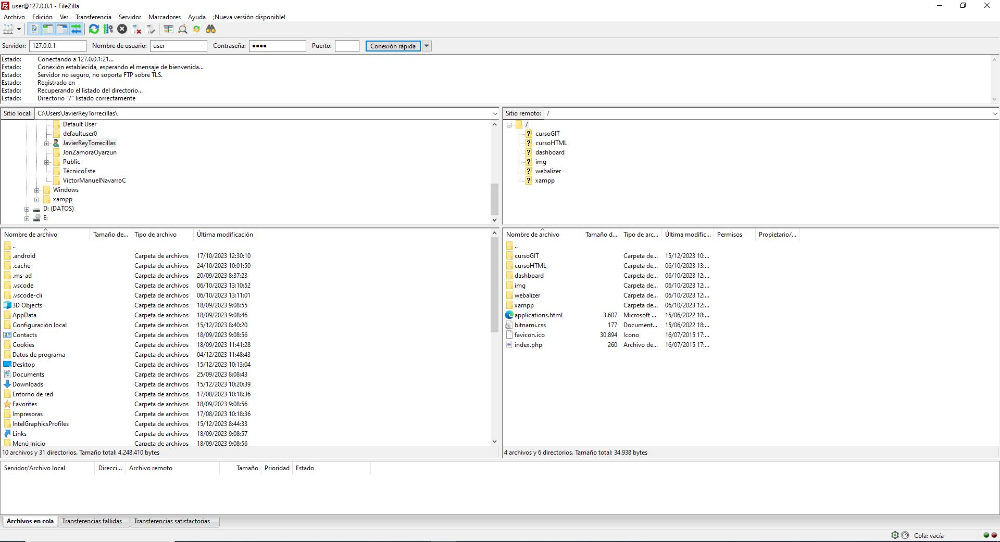 user@127.0.0.1 - FileZilla
Archivo Edición Ver Transferencia Servidor Marcadores Ayuda ¡Nueva versión disponible!
Servidor: 127.0.0.1 Nombre de usuario: user Contraseña: ●●●● Puerto: Conexión rápida
Estado: Conectando a 127.0.0.1:21...
Estado: Conexión establecida, esperando el mensaje de bienvenida...
Estado: Servidor no seguro, no soporta FTP sobre TLS.
Estado: Registrado en
Estado: Recuperando el listado del directorio...
Estado: Directorio "/" listado correctamente
Sitio local: C:\Users\JavierReyTorrecillas\
Default User
defaultuser0
JavierReyTorrecillas
JonZamoraOyarzun
Public
TécnicoEste
VictorManuelNavarroC
Windows
xampp
D: (DATOS)
E:
Sitio remoto: /
/
cursoGIT
cursoHTML
dashboard
img
webalizer
xampp
Nombre de archivo Tamaño de... Tipo de archivo Última modificación
..
.android Carpeta de archivos 17/10/2023 12:30:10
.cache Carpeta de archivos 24/10/2023 10:01:50
.ms-ad Carpeta de archivos 20/09/2023 8:37:23
.vscode Carpeta de archivos 06/10/2023 13:10:52
.vscode-cli Carpeta de archivos 06/10/2023 13:11:01
3D Objects Carpeta de archivos 18/09/2023 9:08:55
AppData Carpeta de archivos 18/09/2023 9:08:46
Configuración local Carpeta de archivos 15/12/2023 8:40:20
Contacts Carpeta de archivos 18/09/2023 9:08:56
Cookies Carpeta de archivos 18/09/2023 11:41:28
Datos de programa Carpeta de archivos 04/12/2023 11:48:43
Desktop Carpeta de archivos 15/12/2023 10:13:04
Documents Carpeta de archivos 25/09/2023 8:08:43
Downloads Carpeta de archivos 15/12/2023 10:20:39
Entorno de red Carpeta de archivos 17/08/2023 10:18:36
Favorites Carpeta de archivos 18/09/2023 9:08:56
Impresoras Carpeta de archivos 17/08/2023 10:18:36
IntelGraphicsProfiles Carpeta de archivos 15/12/2023 8:44:33
Links Carpeta de archivos 18/09/2023 9:08:57
Menú Inicio Carpeta de archivos 18/09/2023 9:08:56
10 archivos y 31 directorios. Tamaño total: 4.248.410 bytes
Nombre de archivo Tamaño d... Tipo de arc... Última modific... Permisos Propietario/...
..
cursoGIT Carpeta de... 15/12/2023 10:...
cursoHTML Carpeta de... 06/10/2023 13:...
dashboard Carpeta de... 06/10/2023 12:...
img Carpeta de... 06/10/2023 12:...
webalizer Carpeta de... 06/10/2023 12:...
xampp Carpeta de... 06/10/2023 12:...
applications.html 3.607 Microsoft ... 15/06/2022 18:...
bitnami.css 177 Document... 15/06/2022 18:...
favicon.ico 30.894 Icono 16/07/2015 17:...
index.php 260 Archivo de... 16/07/2015 17:...
4 archivos y 6 directorios. Tamaño total: 34.938 bytes
Servidor/Archivo local Direcci... Archivo remoto Tamaño Prioridad Estado
Archivos en cola Transferencias fallidas Transferencias satisfactorias
Cola: vacía